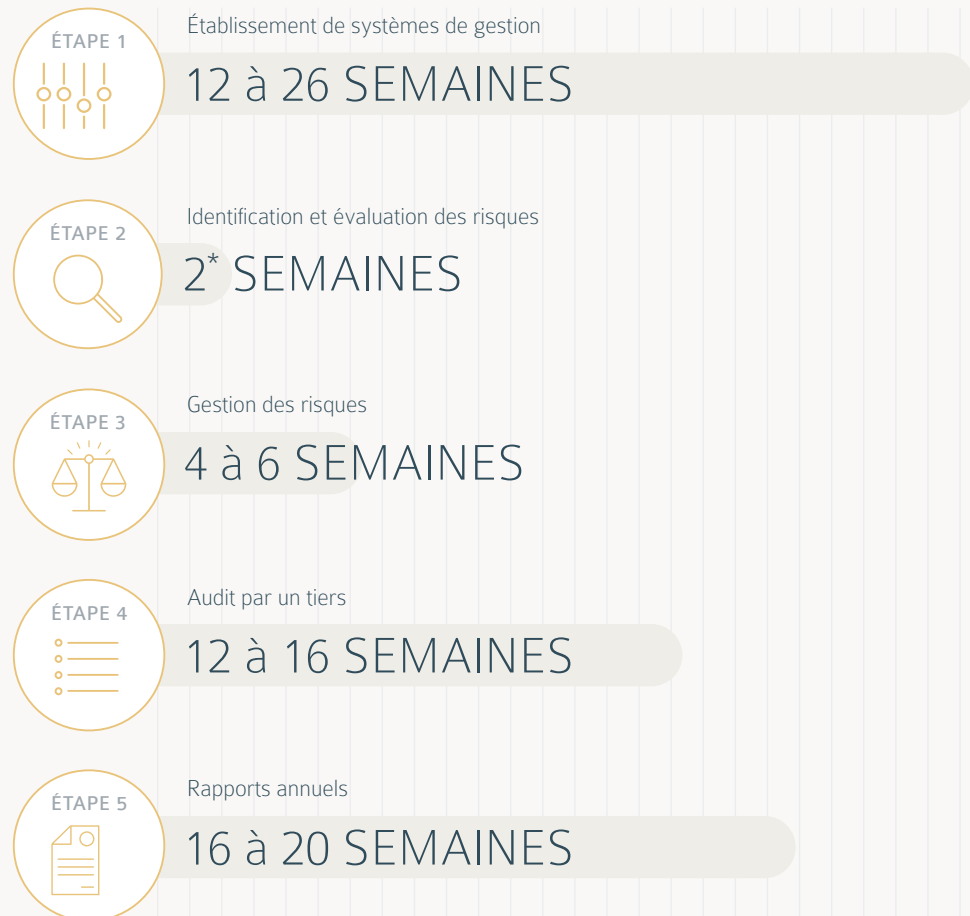 ÉTAPE 1
Établissement de systèmes de gestion
12 à 26 SEMAINES
ÉTAPE 2
Identification et évaluation des risques
2* SEMAINES
ÉTAPE 3
Gestion des risques
4 à 6 SEMAINES
ÉTAPE 4
Audit par un tiers
12 à 16 SEMAINES
ÉTAPE 5
Rapports annuels
16 à 20 SEMAINES